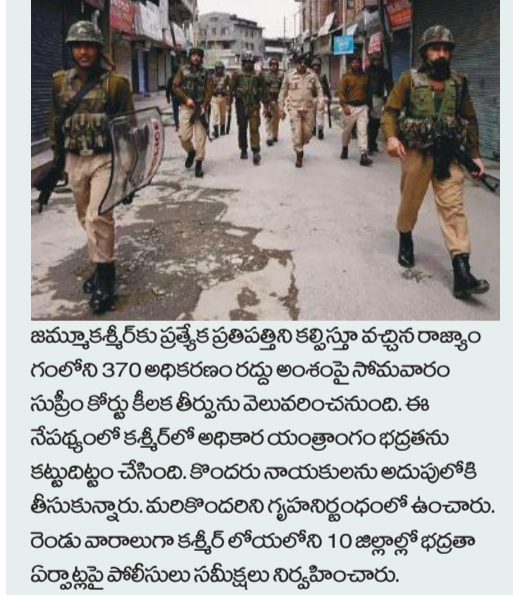 జమ్మూకశ్మీర్‌కు ప్రత్యేక ప్రతిపత్తిని కల్పిస్తూ వచ్చిన రాజ్యాం
గంలోని 370 అధికరణం రద్దు అంశంపై సోమవారం
సుప్రీం కోర్టు కీలక తీర్పును వెలువరించనుంది. ఈ
నేపథ్యంలో కశ్మీర్‌లో అధికార యంత్రాంగం భద్రతను
కట్టుదిట్టం చేసింది. కొందరు నాయకులను అదుపులోకి
తీసుకున్నారు. మరికొందరిని గృహనిర్బంధంలో ఉంచారు.
రెండు వారాలుగా కశ్మీర్ లోయలోని 10 జిల్లాల్లో భద్రతా
ఏర్పాట్లపై పోలీసులు సమీక్షలు నిర్వహించారు.